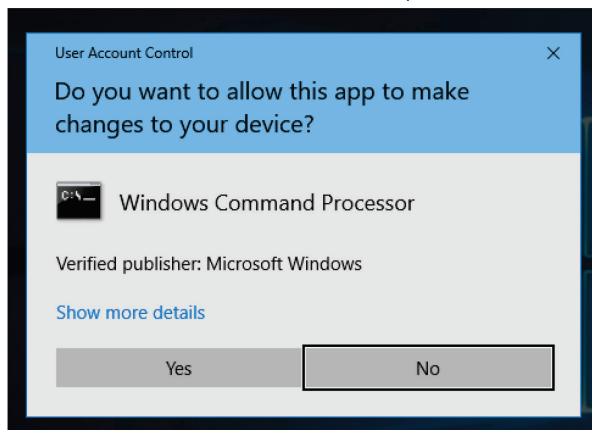 User Account Control
Do you want to allow this app to make
changes to your device?
C:\_
Windows Command Processor
Verified publisher: Microsoft Windows
Show more details
Yes
No